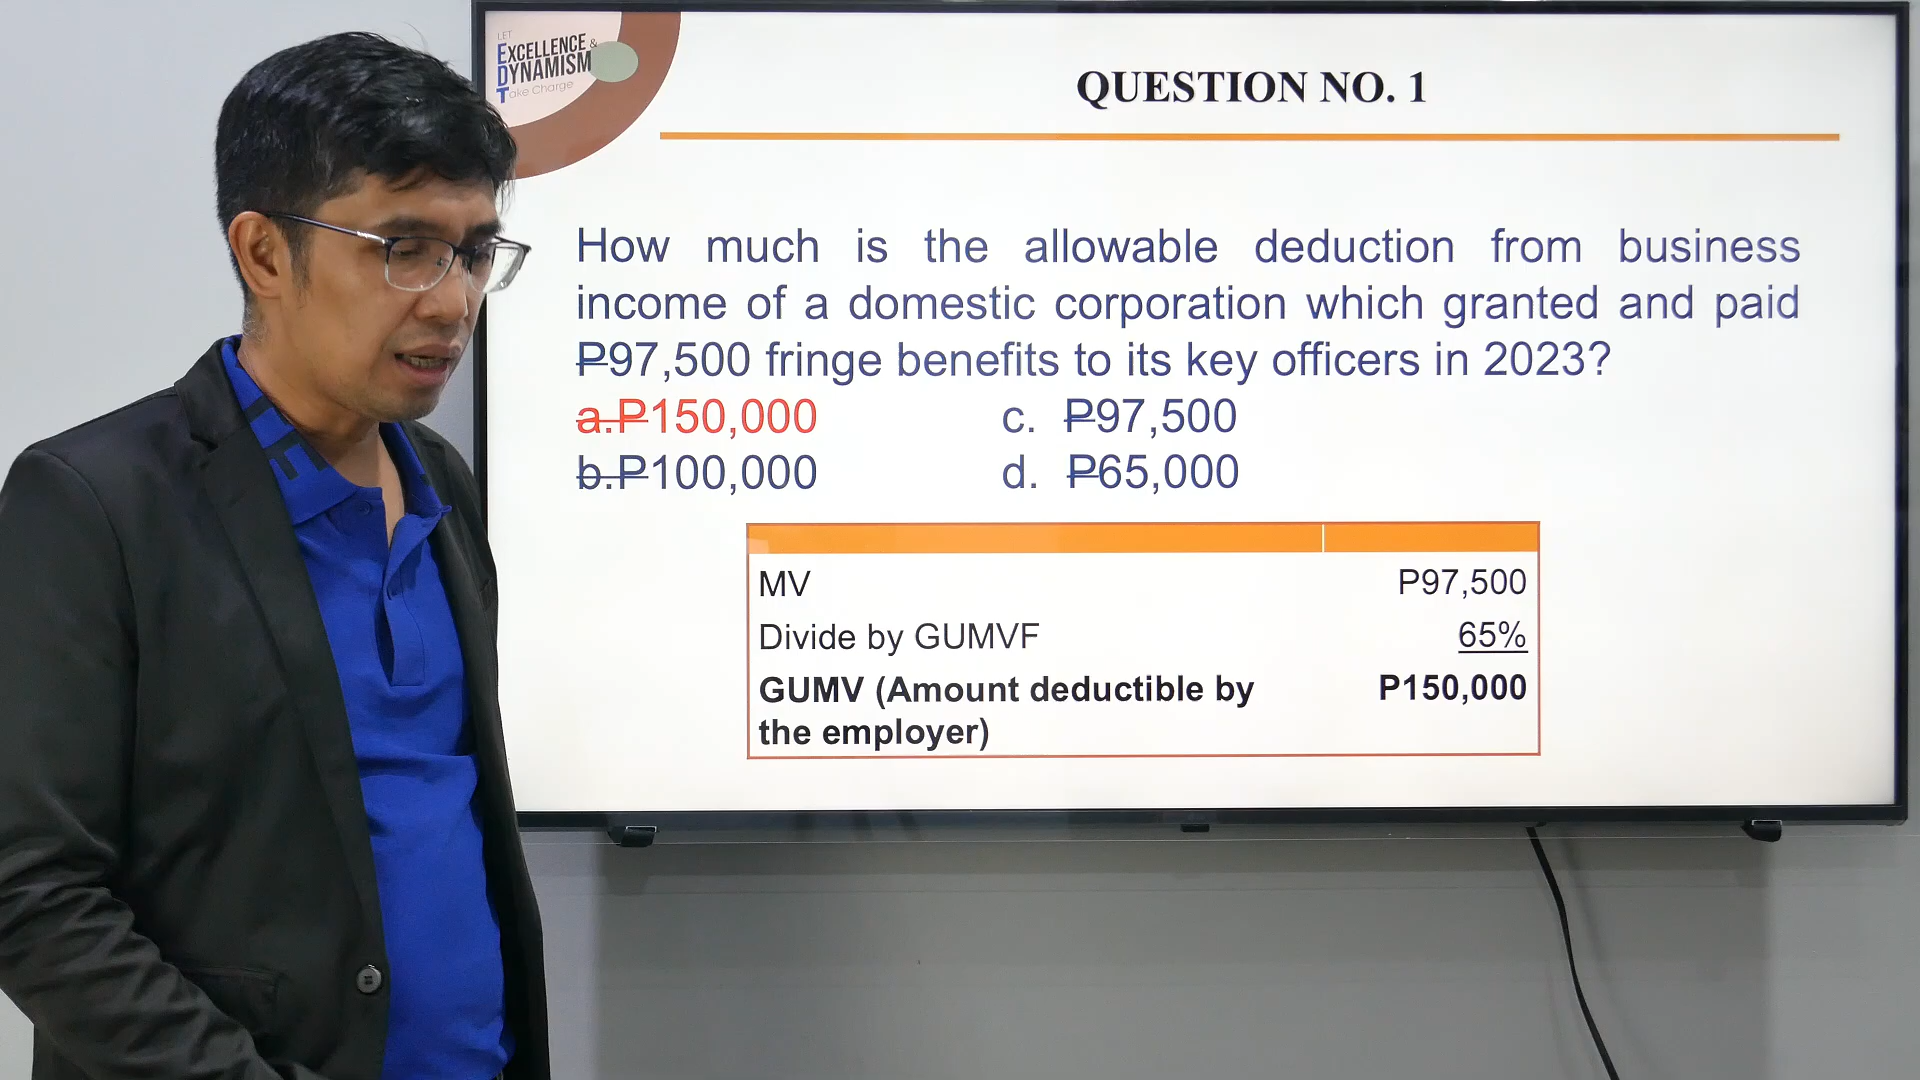 LET
EXCELLENCE &
DYNAMISM
Take Charge
QUESTION NO. 1
How much is the allowable deduction from business
income of a domestic corporation which granted and paid
₱97,500 fringe benefits to its key officers in 2023?
a.₱150,000 c. ₱97,500
b.₱100,000 d. ₱65,000
MV P97,500
Divide by GUMVF 65%
GUMV (Amount deductible by P150,000
the employer)